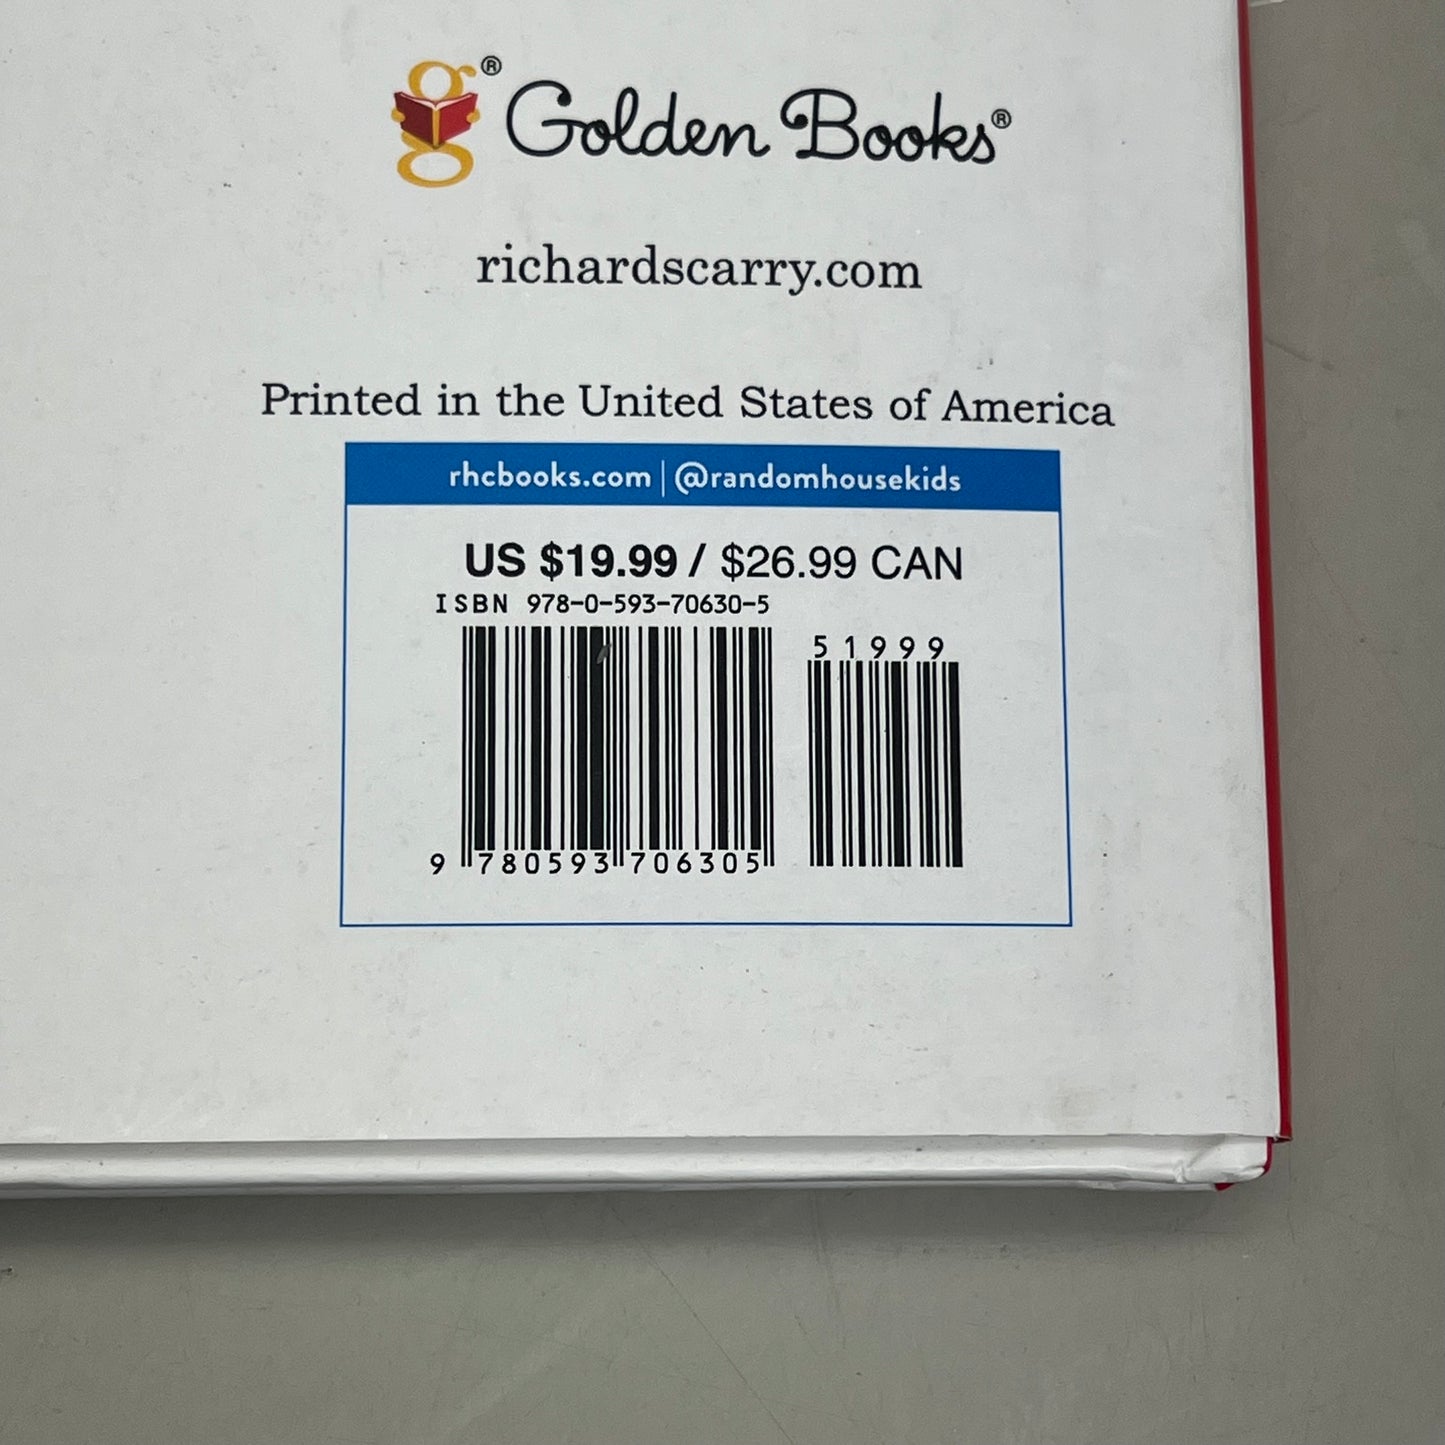 ® Golden Books®
richardscarry.com
Printed in the United States of America
rhcbooks.com | @randomhousekids
US $19.99 / $26.99 CAN
ISBN 978-0-593-70630-5
51999
9 780593 706305